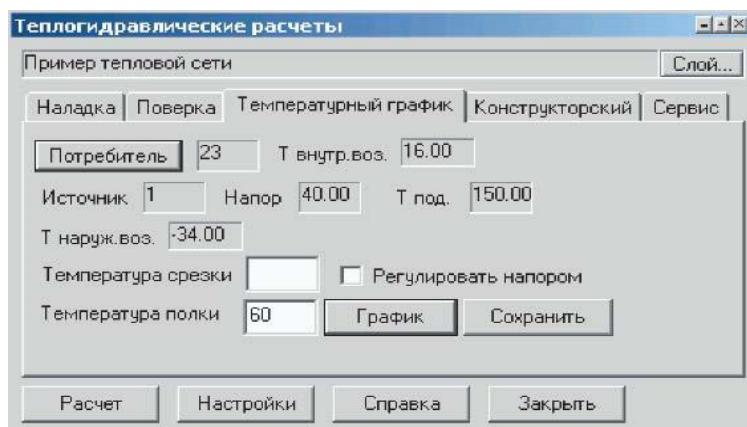 Теплогидравлические расчеты
Пример тепловой сети Слой...
Наладка Поверка Температурный график Конструкторский Сервис
Потребитель 23 Т внутр.воз. 16.00
Источник 1 Напор 40.00 Т под. 150.00
Т наруж.воз. -34.00
Температура срезки Регулировать напором
Температура полки 60 График Сохранить
Расчет Настройки Справка Закрыть